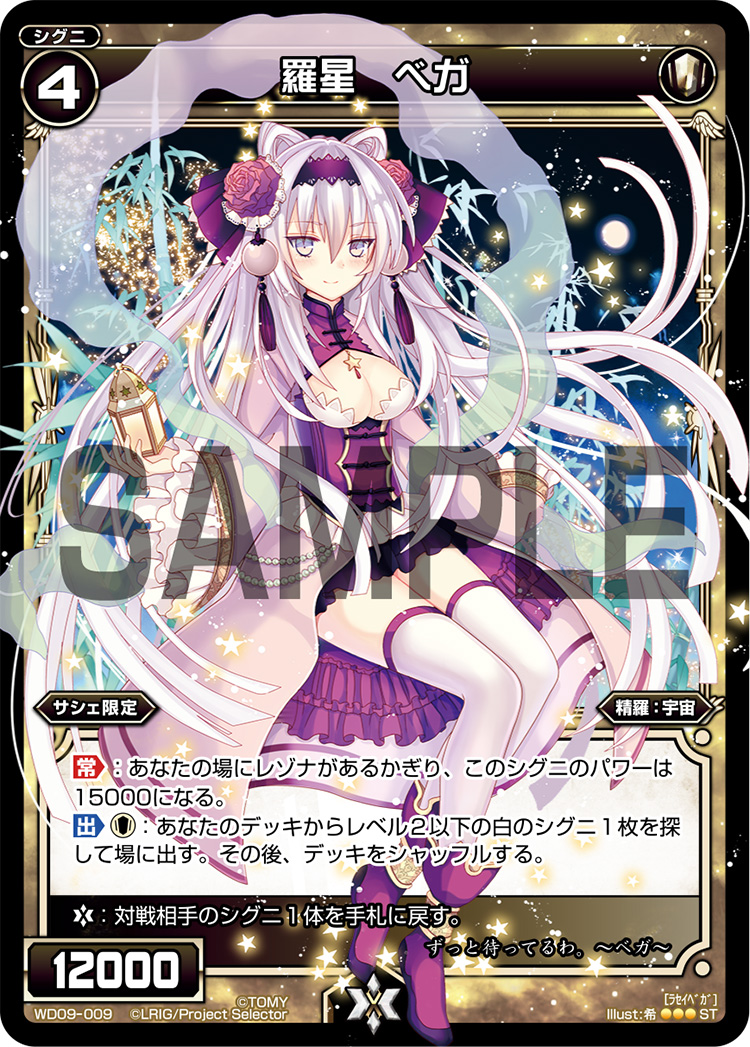 シグニ
4
羅星 ベガ
SAMPLE
サシェ限定
精羅:宇宙
常:あなたの場にレゾナがあるかぎり、このシグニのパワーは
15000になる。
出:あなたのデッキからレベル2以下の白のシグニ1枚を探
して場に出す。その後、デッキをシャッフルする。
:対戦相手のシグニ1体を手札に戻す。
ずっと待ってるわ。~ベガ~
12000
©TOMY
WD09-009 ©LRIG/Project Selector
[ラセイベガ]
Illust:希 ST